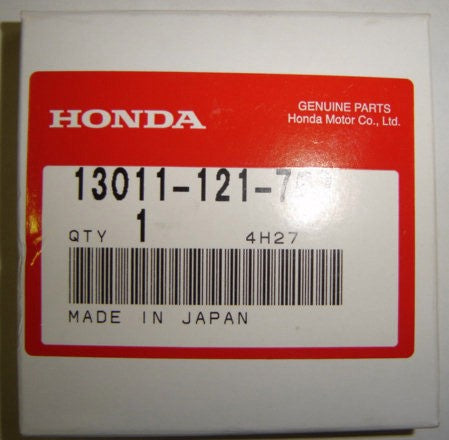 GENUINE PARTS
HONDA
Honda Motor Co., Ltd.
13011-121-7
QTY 1 4H27
MADE IN JAPAN